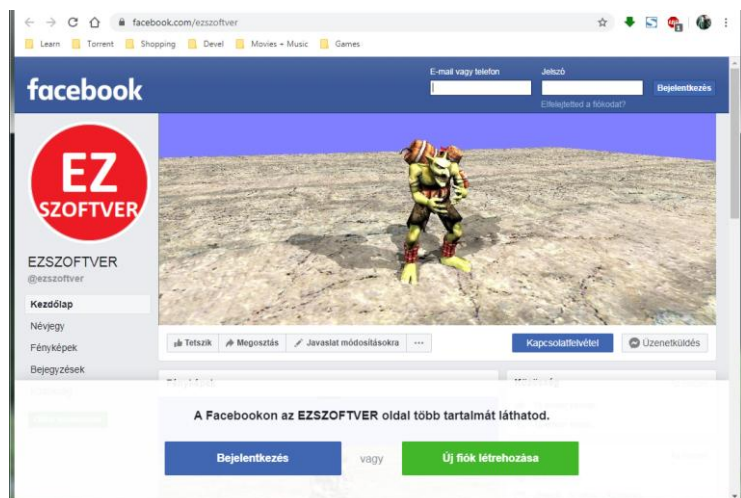 facebook.com/ezszoftver
Learn Torrent Shopping Devel Movies + Music Games
facebook
E-mail vagy telefon Jelszó
Bejelentkezés
Elfelejtetted a fiókodat?
EZ
SZOFTVER
EZSZOFTVER
@ezszoftver
Kezdőlap
Névjegy
Fényképek
Bejegyzések
Tetszik Megosztás Javaslat módosításokra ...
Kapcsolatfelvétel Üzenetküldés
A Facebookon az EZSZOFTVER oldal több tartalmát láthatod.
Bejelentkezés vagy Új fiók létrehozása